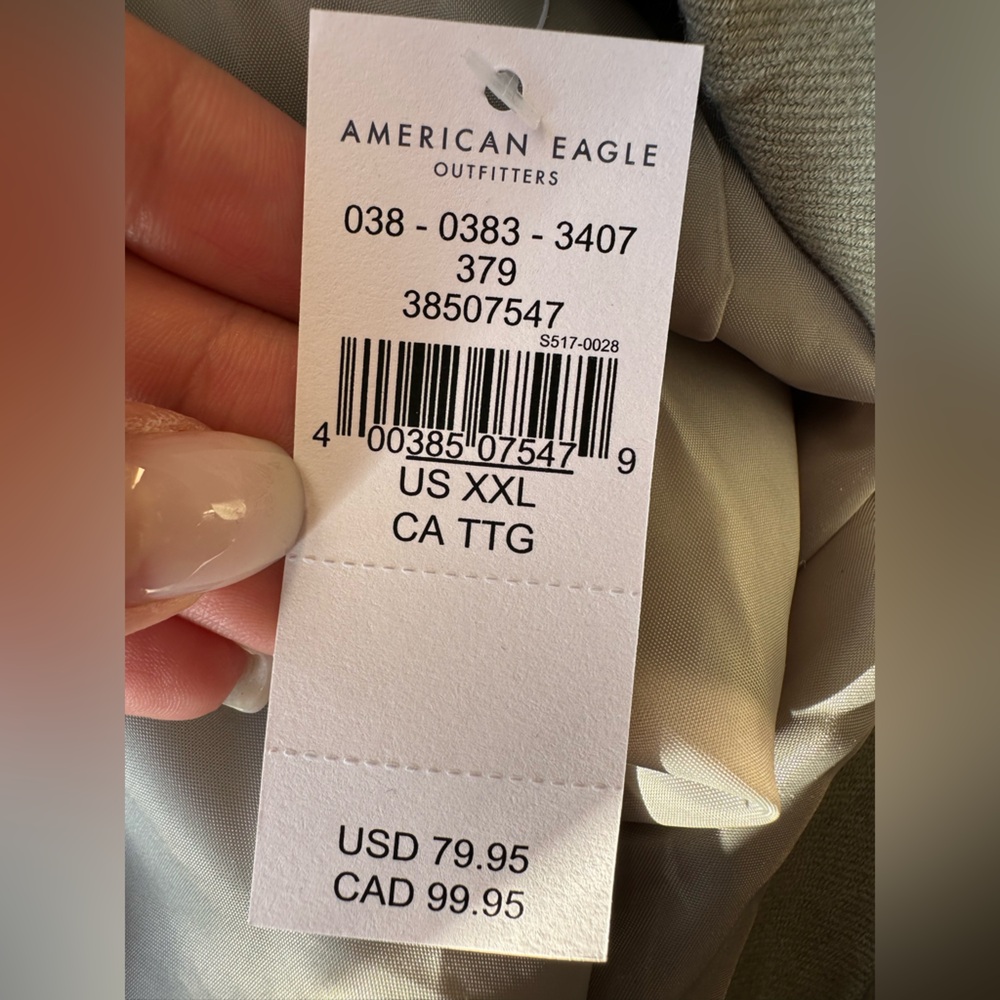 AMERICAN EAGLE
OUTFITTERS
038 - 0383 - 3407
379
38507547
S517-0028
4 00385 07547 9
US XXL
CA TTG
USD 79.95
CAD 99.95